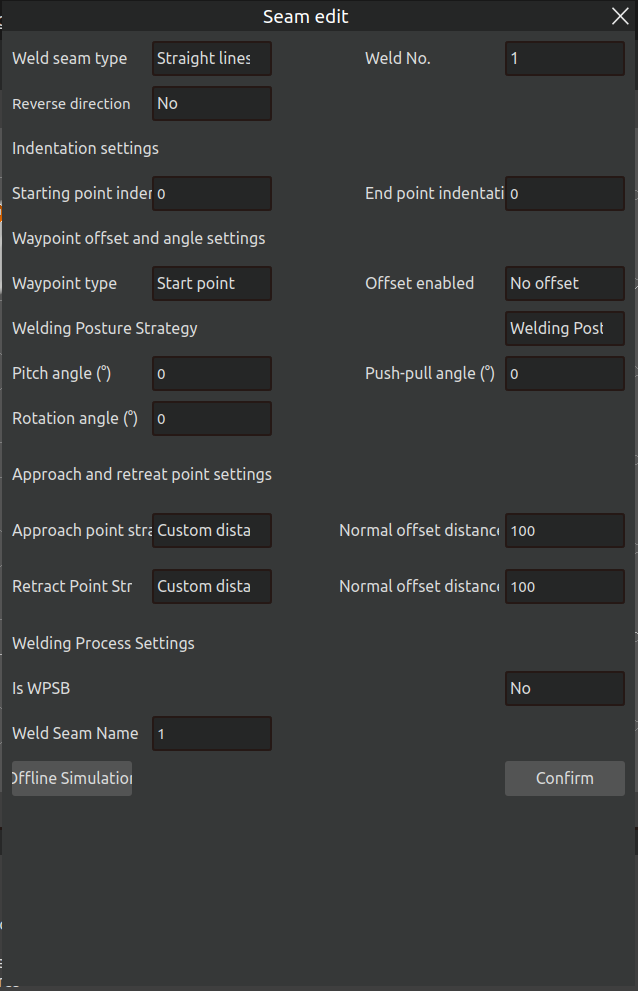 Seam edit
Weld seam type Straight lines Weld No. 1
Reverse direction No
Indentation settings
Starting point inden 0 End point indentati 0
Waypoint offset and angle settings
Waypoint type Start point Offset enabled No offset
Welding Posture Strategy Welding Post
Pitch angle (°) 0 Push-pull angle (°) 0
Rotation angle (°) 0
Approach and retreat point settings
Approach point stra Custom dista Normal offset distance 100
Retract Point Str Custom dista Normal offset distance 100
Welding Process Settings
Is WPSB No
Weld Seam Name 1
Offline Simulation Confirm